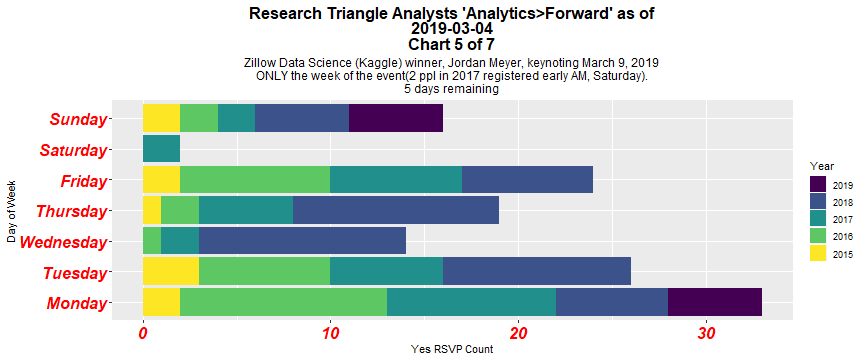 Research Triangle Analysts 'Analytics>Forward' as of
2019-03-04
Chart 5 of 7
Zillow Data Science (Kaggle) winner, Jordan Meyer, keynoting March 9, 2019
ONLY the week of the event(2 ppl in 2017 registered early AM, Saturday).
5 days remaining
Day of Week
Sunday
Saturday
Friday
Thursday
Wednesday
Tuesday
Monday
0 10 20 30
Yes RSVP Count
Year
2019
2018
2017
2016
2015